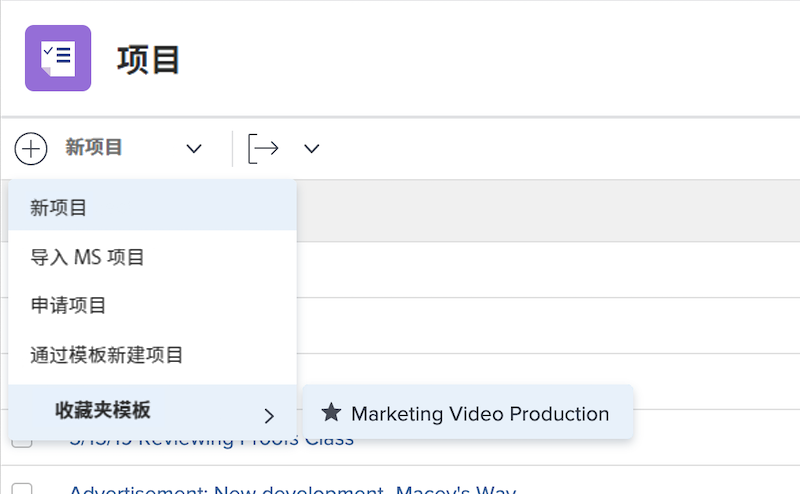 项目
新项目
新项目
导入 MS 项目
申请项目
通过模板新建项目
收藏夹模板
Marketing Video Production
5/15/15 Reviewing Proofs Class
Advertisement: New development, Macey's Way